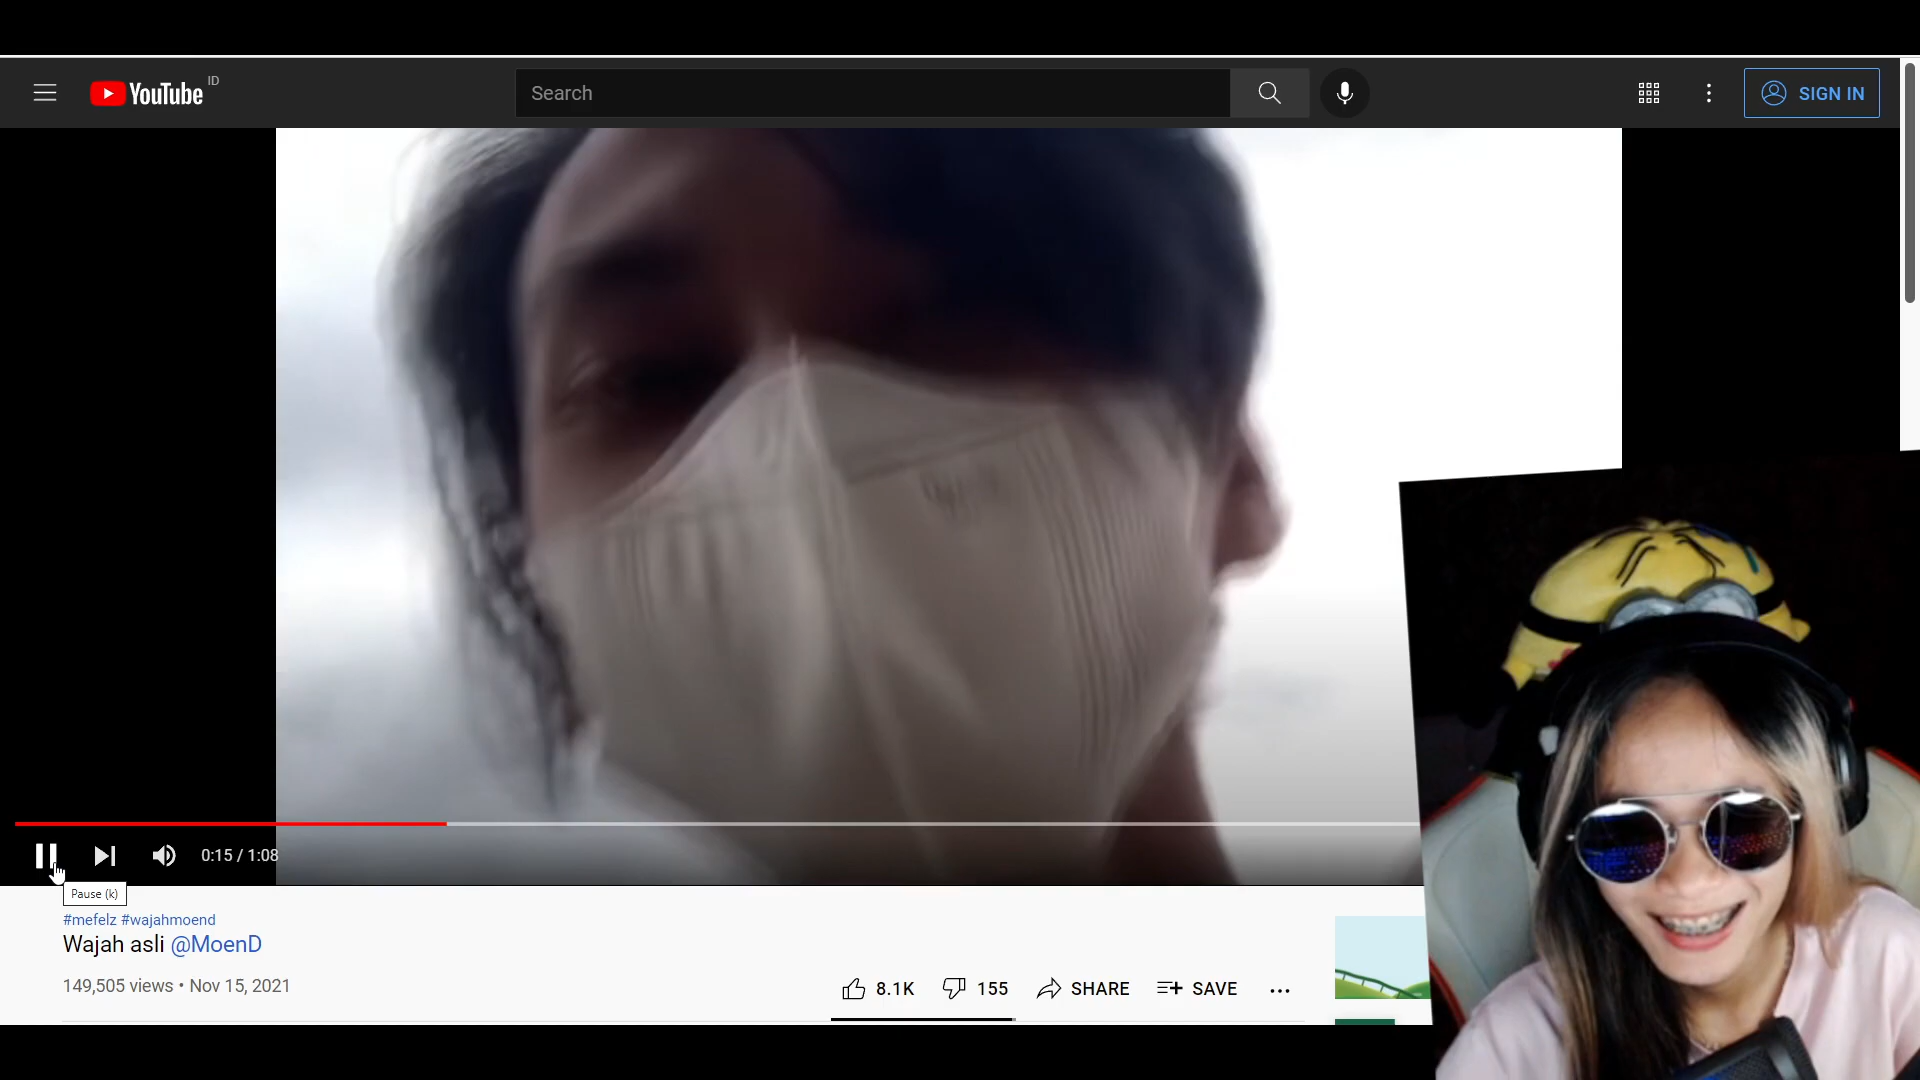 YouTube ID
Search
SIGN IN
0:15 / 1:08
Pause (k)
#mefelz #wajahmoend
Wajah asli @MoenD
149,505 views • Nov 15, 2021
8.1K
155
SHARE
SAVE